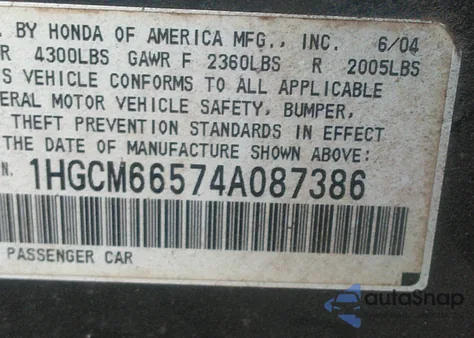 . BY HONDA OF AMERICA MFG., INC. 6/04
R 4300LBS GAWR F 2360LBS R 2005LBS
S VEHICLE CONFORMS TO ALL APPLICABLE
ERAL MOTOR VEHICLE SAFETY, BUMPER,
THEFT PREVENTION STANDARDS IN EFFECT
THE DATE OF MANUFACTURE SHOWN ABOVE:
N. 1HGCM66574A087386
PASSENGER CAR
autoSnap